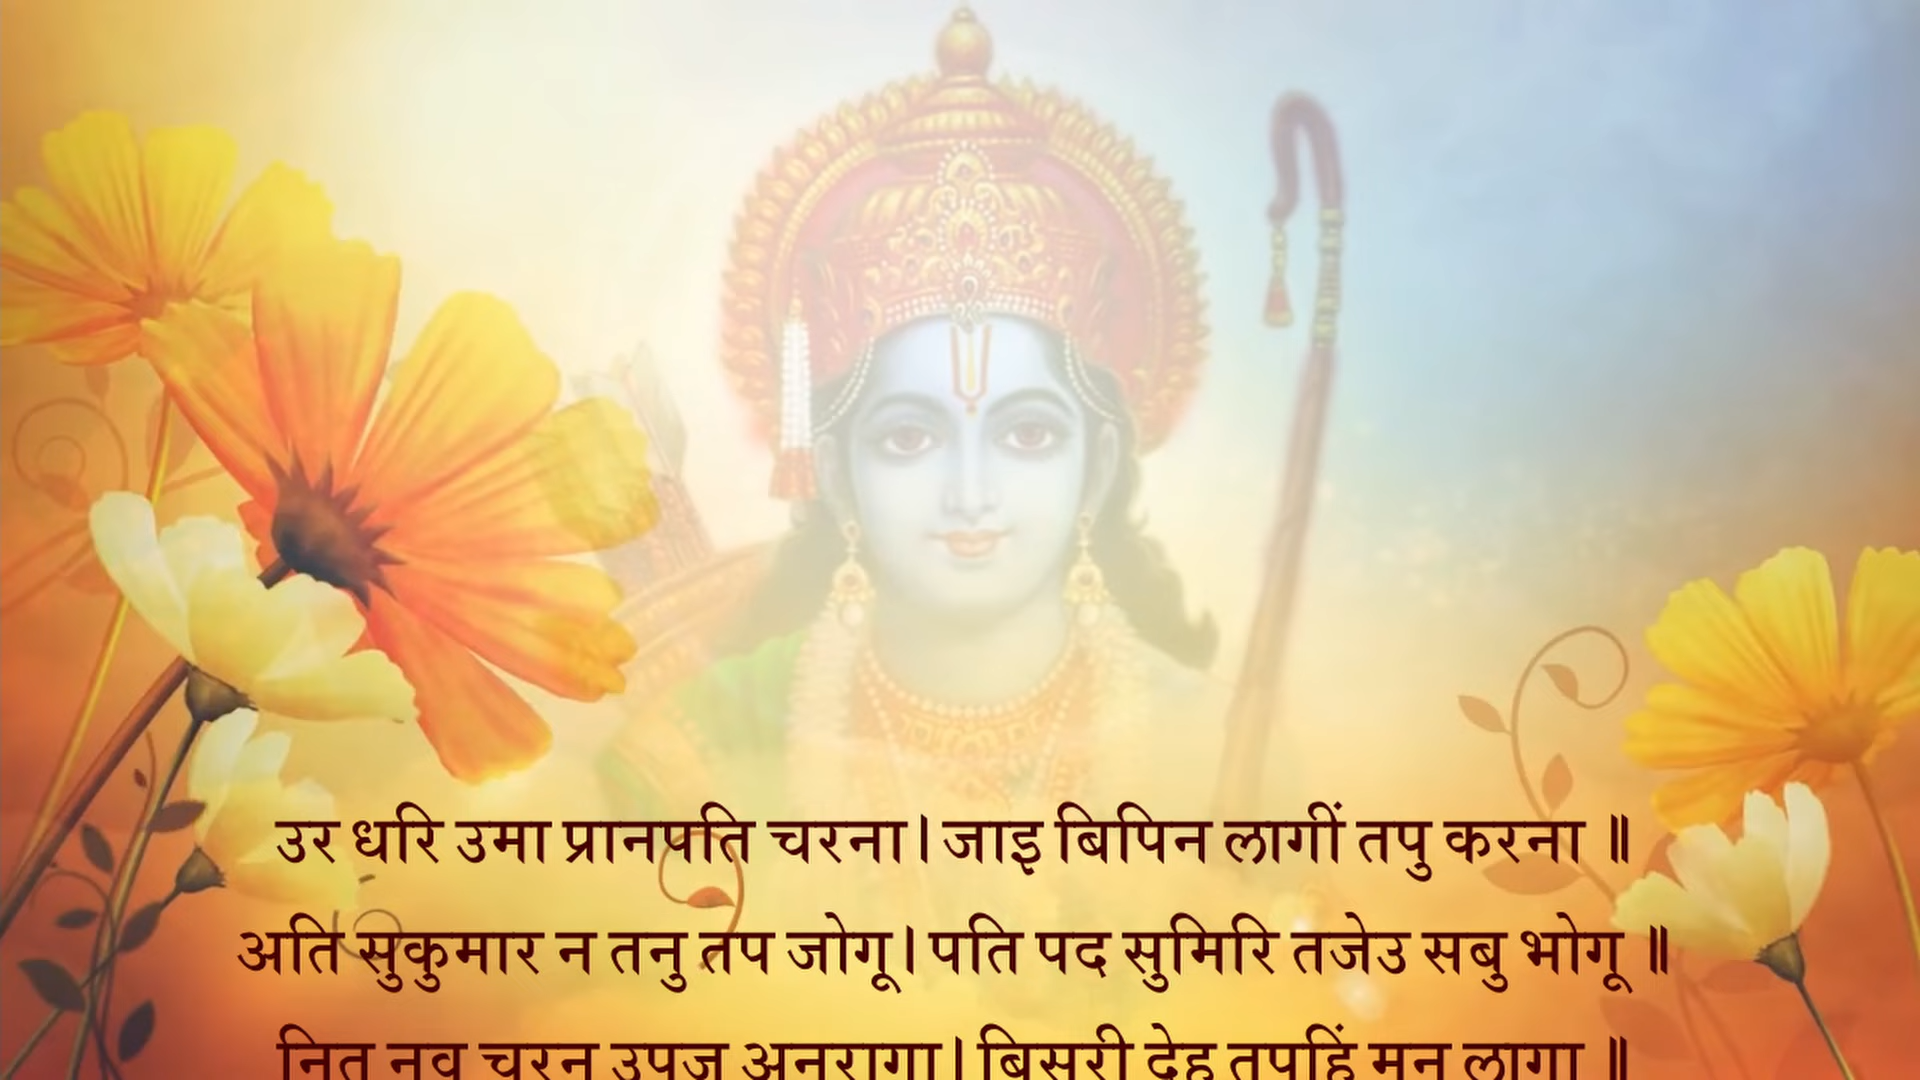 उर धरि उमा प्रानपति चरना। जाइ बिपिन लागीं तपु करना ॥
अति सुकुमार न तनु तप जोगू। पति पद सुमिरि तजेउ सबु भोगू ॥
नित नव चरन उपज अनुरागा। बिसरी देह तपहिं मनु लागा ॥